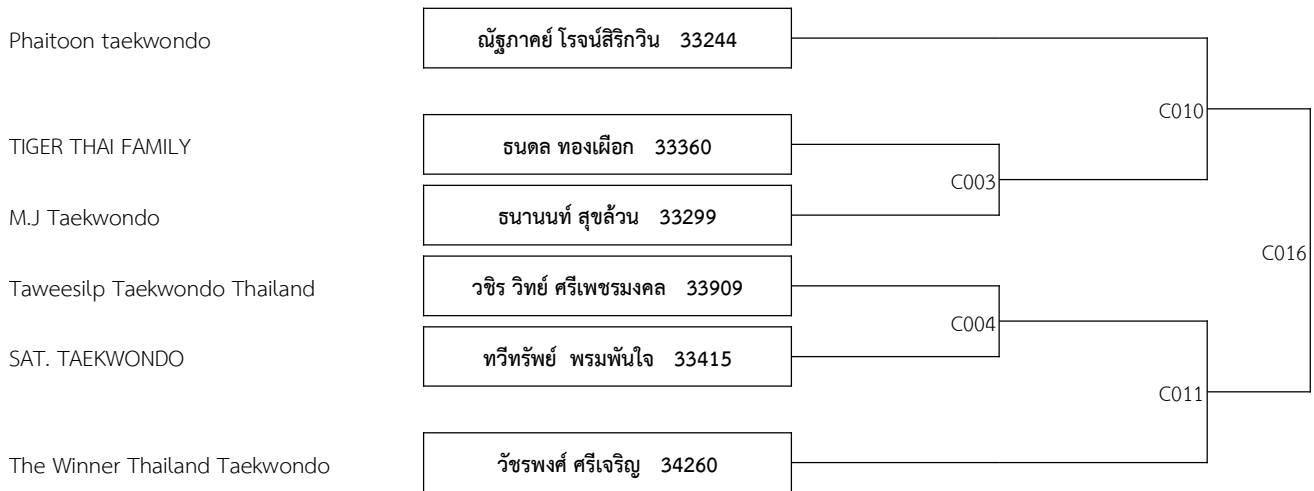 Phaitoon taekwondo ณัฐภาคย์ โรจน์สิริกวิน 33244
C010
TIGER THAI FAMILY ธนดล ทองเผือก 33360
C003
M.J Taekwondo ธนานนท์ สุขล้วน 33299
C016
Taweesilp Taekwondo Thailand วชิร วิทย์ ศรีเพชรมงคล 33909
C004
SAT. TAEKWONDO ทวีทรัพย์ พรมพันใจ 33415
C011
The Winner Thailand Taekwondo วัชรพงศ์ ศรีเจริญ 34260